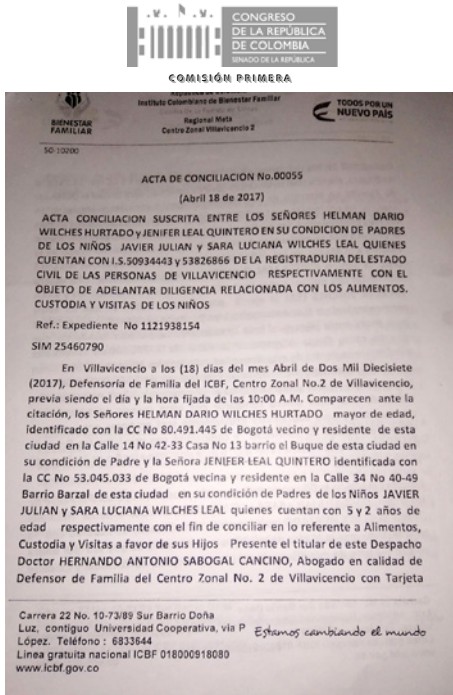 CONGRESO
DE LA REPÚBLICA
DE COLOMBIA
SENADO DE LA REPÚBLICA
COMISIÓN PRIMERA
BIENESTAR
FAMILIAR
Instituto Colombiano de Bienestar Familiar
Regional Meta
Centro Zonal Villavicencio 2
TODOS POR UN
NUEVO PAÍS
50-10200
ACTA DE CONCILIACION No.00055
(Abril 18 de 2017)
ACTA CONCILIACION SUSCRITA ENTRE LOS SEÑORES HELMAN DARIO
WILCHES HURTADO y JENIFER LEAL QUINTERO EN SU CONDICION DE PADRES
DE LOS NIÑOS JAVIER JULIAN y SARA LUCIANA WILCHES LEAL QUIENES
CUENTAN CON I.S.50934443 y 53826866 DE LA REGISTRADURIA DEL ESTADO
CIVIL DE LAS PERSONAS DE VILLAVICENCIO RESPECTIVAMENTE CON EL
OBJETO DE ADELANTAR DILIGENCIA RELACIONADA CON LOS ALIMENTOS.
CUSTODIA Y VISITAS DE LOS NIÑOS
Ref.: Expediente No 1121938154
SIM 25460790
En Villavicencio a los (18) días del mes Abril de Dos Mil Diecisiete
(2017), Defensoría de Familia del ICBF, Centro Zonal No.2 de Villavicencio,
previa siendo el día y la hora fijada de las 10:00 A.M. Comparecen ante la
citación, los Señores HELMAN DARIO WILCHES HURTADO mayor de edad,
identificado con la CC No 80.491.445 de Bogotá vecino y residente de esta
ciudad en la Calle 14 No 42-33 Casa No 13 barrio el Buque de esta ciudad en
su condición de Padre y la Señora JENIFER LEAL QUINTERO identificada con
la CC No 53.045.033 de Bogotá vecina y residente en la Calle 34 No 40-49
Barrio Barzal de esta ciudad en su condición de Padres de los Niños JAVIER
JULIAN y SARA LUCIANA WILCHES LEAL quienes cuentan con 5 y 2 años de
edad respectivamente con el fin de conciliar en lo referente a Alimentos,
Custodia y Visitas a favor de sus Hijos Presente el titular de este Despacho
Doctor HERNANDO ANTONIO SABOGAL CANCINO, Abogado en calidad de
Defensor de Familia del Centro Zonal No. 2 de Villavicencio con Tarjeta
Carrera 22 No. 10-73/89 Sur Barrio Doña
Luz, contiguo Universidad Cooperativa, vía P
López. Teléfono : 6833644
Línea gratuita nacional ICBF 018000918080
www.icbf.gov.co
Estamos cambiando el mundo